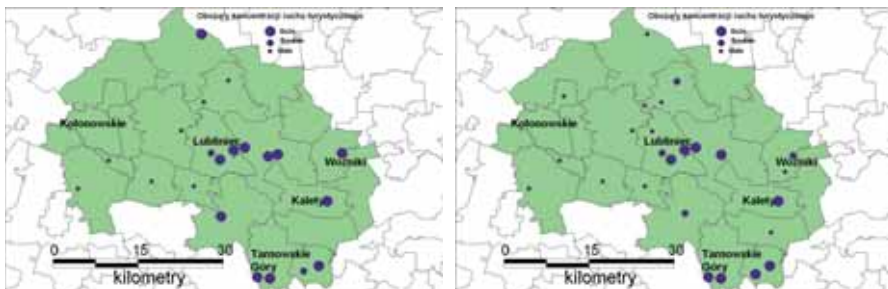 Obszary koncentracji ruchu turystycznego
Duże
Średnie
Małe
Kolonowskie
Lubliniec
Woźniki
Kalety
Tarnowskie
Góry
0 15 30
kilometry
Obszary koncentracji ruchu turystycznego
Duże
Średnie
Małe
Kolonowskie
Lubliniec
Woźniki
Kalety
Tarnowskie
Góry
0 15 30
kilometry